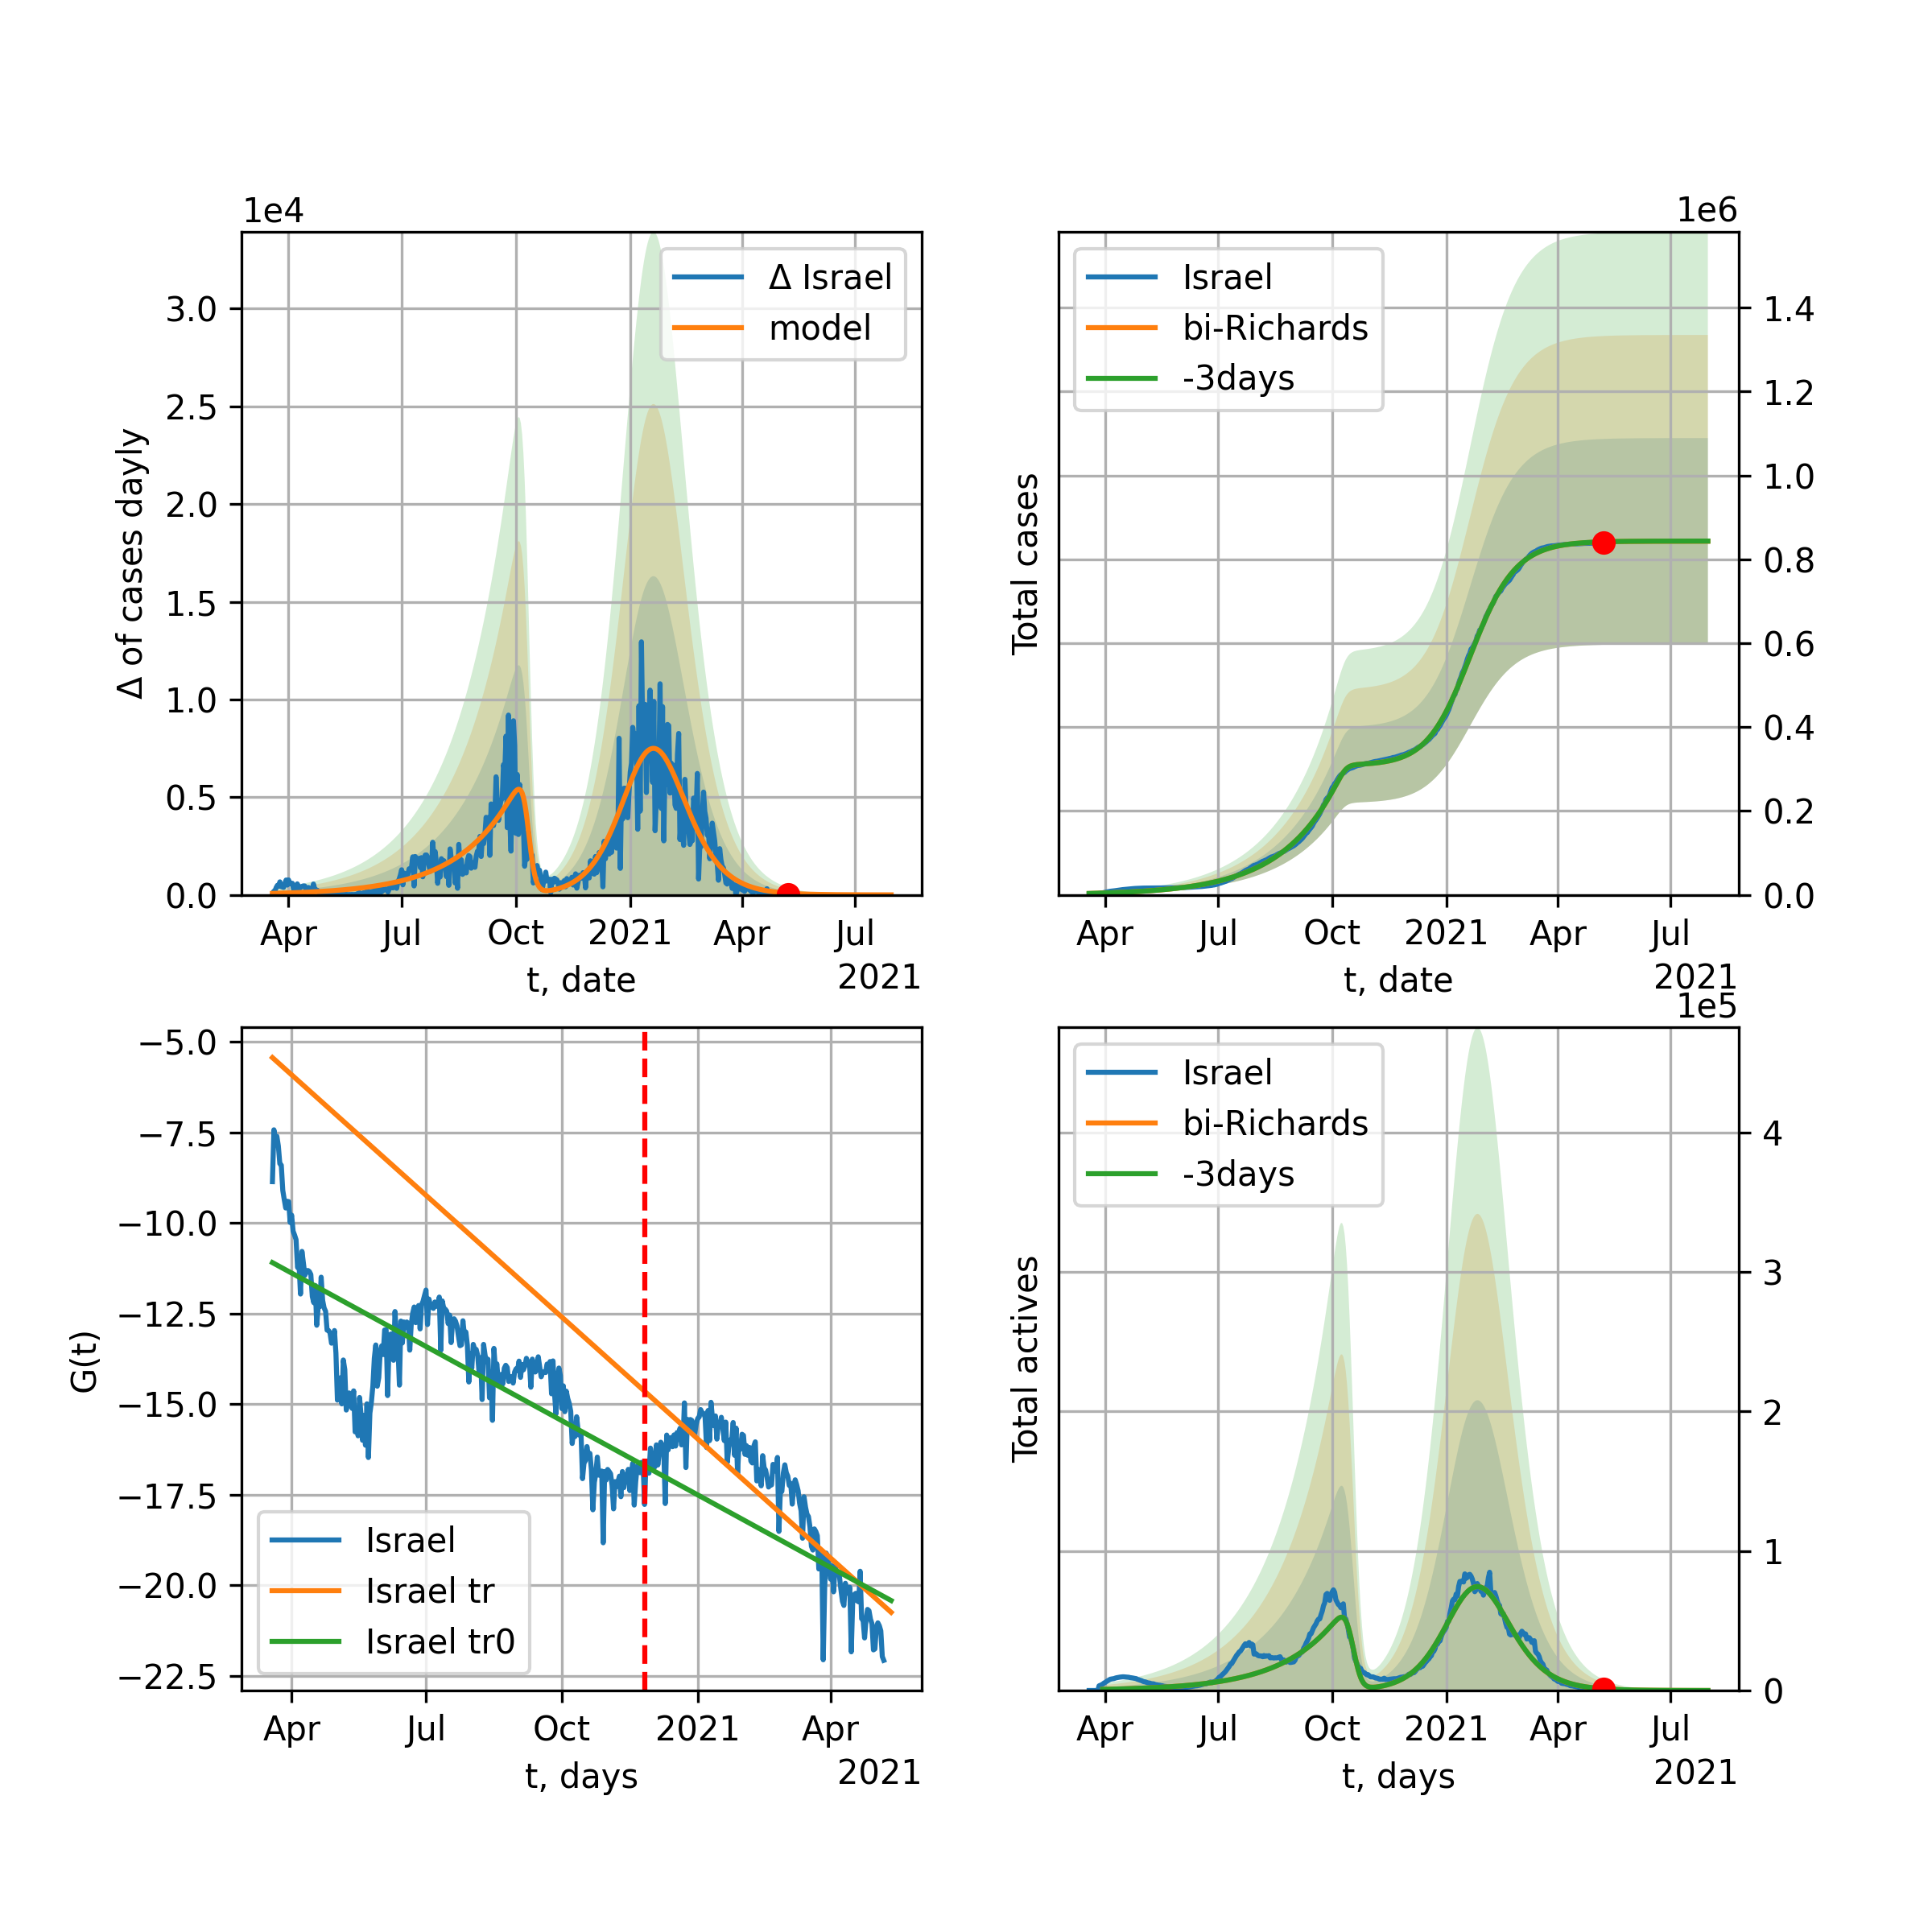 1e4
Δ of cases dayly
3.0
2.5
2.0
1.5
1.0
0.5
0.0
Δ Israel
model
Apr Jul Oct 2021 Apr Jul
t, date
2021
1e6
Total cases
Israel
bi-Richards
-3days
1.4
1.2
1.0
0.8
0.6
0.4
0.2
0.0
Apr Jul Oct 2021 Apr Jul
t, date
2021
G(t)
−5.0
−7.5
−10.0
−12.5
−15.0
−17.5
−20.0
−22.5
Israel
Israel tr
Israel tr0
Apr Jul Oct 2021 Apr
t, days
2021
1e5
Total actives
Israel
bi-Richards
-3days
4
3
2
1
0
Apr Jul Oct 2021 Apr Jul
t, days
2021